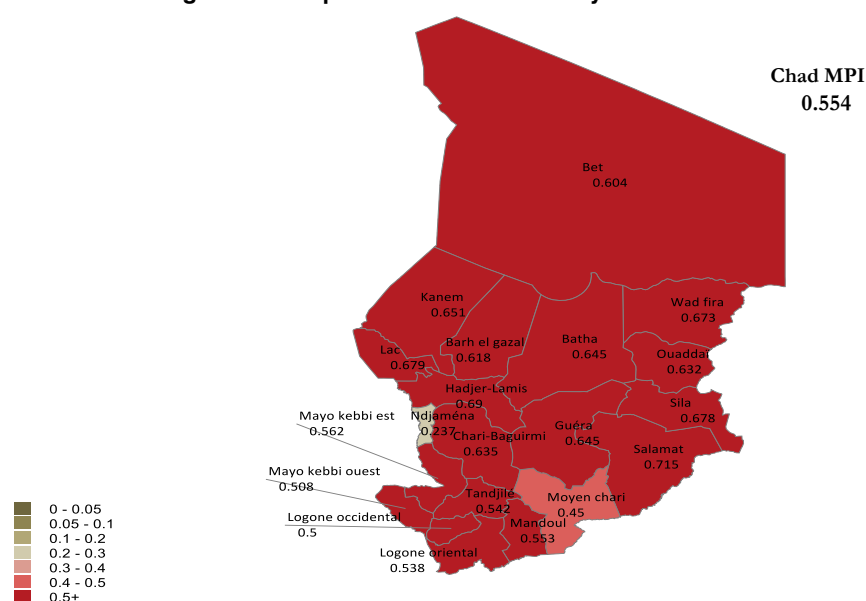 Chad MPI
0.554
Bet
0.604
Kanem
0.651
Wad fira
0.673
Barh el gazal
0.618
Batha
0.645
Lac
0.679
Ouaddaï
0.632
Hadjer-Lamis
0.69
Sila
0.678
Mayo kebbi est
0.562
Ndjaména
0.237
Chari-Baguirmi
0.635
Guéra
0.645
Salamat
0.715
Mayo kebbi ouest
0.508
Tandjilé
0.542
Moyen chari
0.45
Logone occidental
0.5
Mandoul
0.553
Logone oriental
0.538
0 - 0.05
0.05 - 0.1
0.1 - 0.2
0.2 - 0.3
0.3 - 0.4
0.4 - 0.5
0.5+